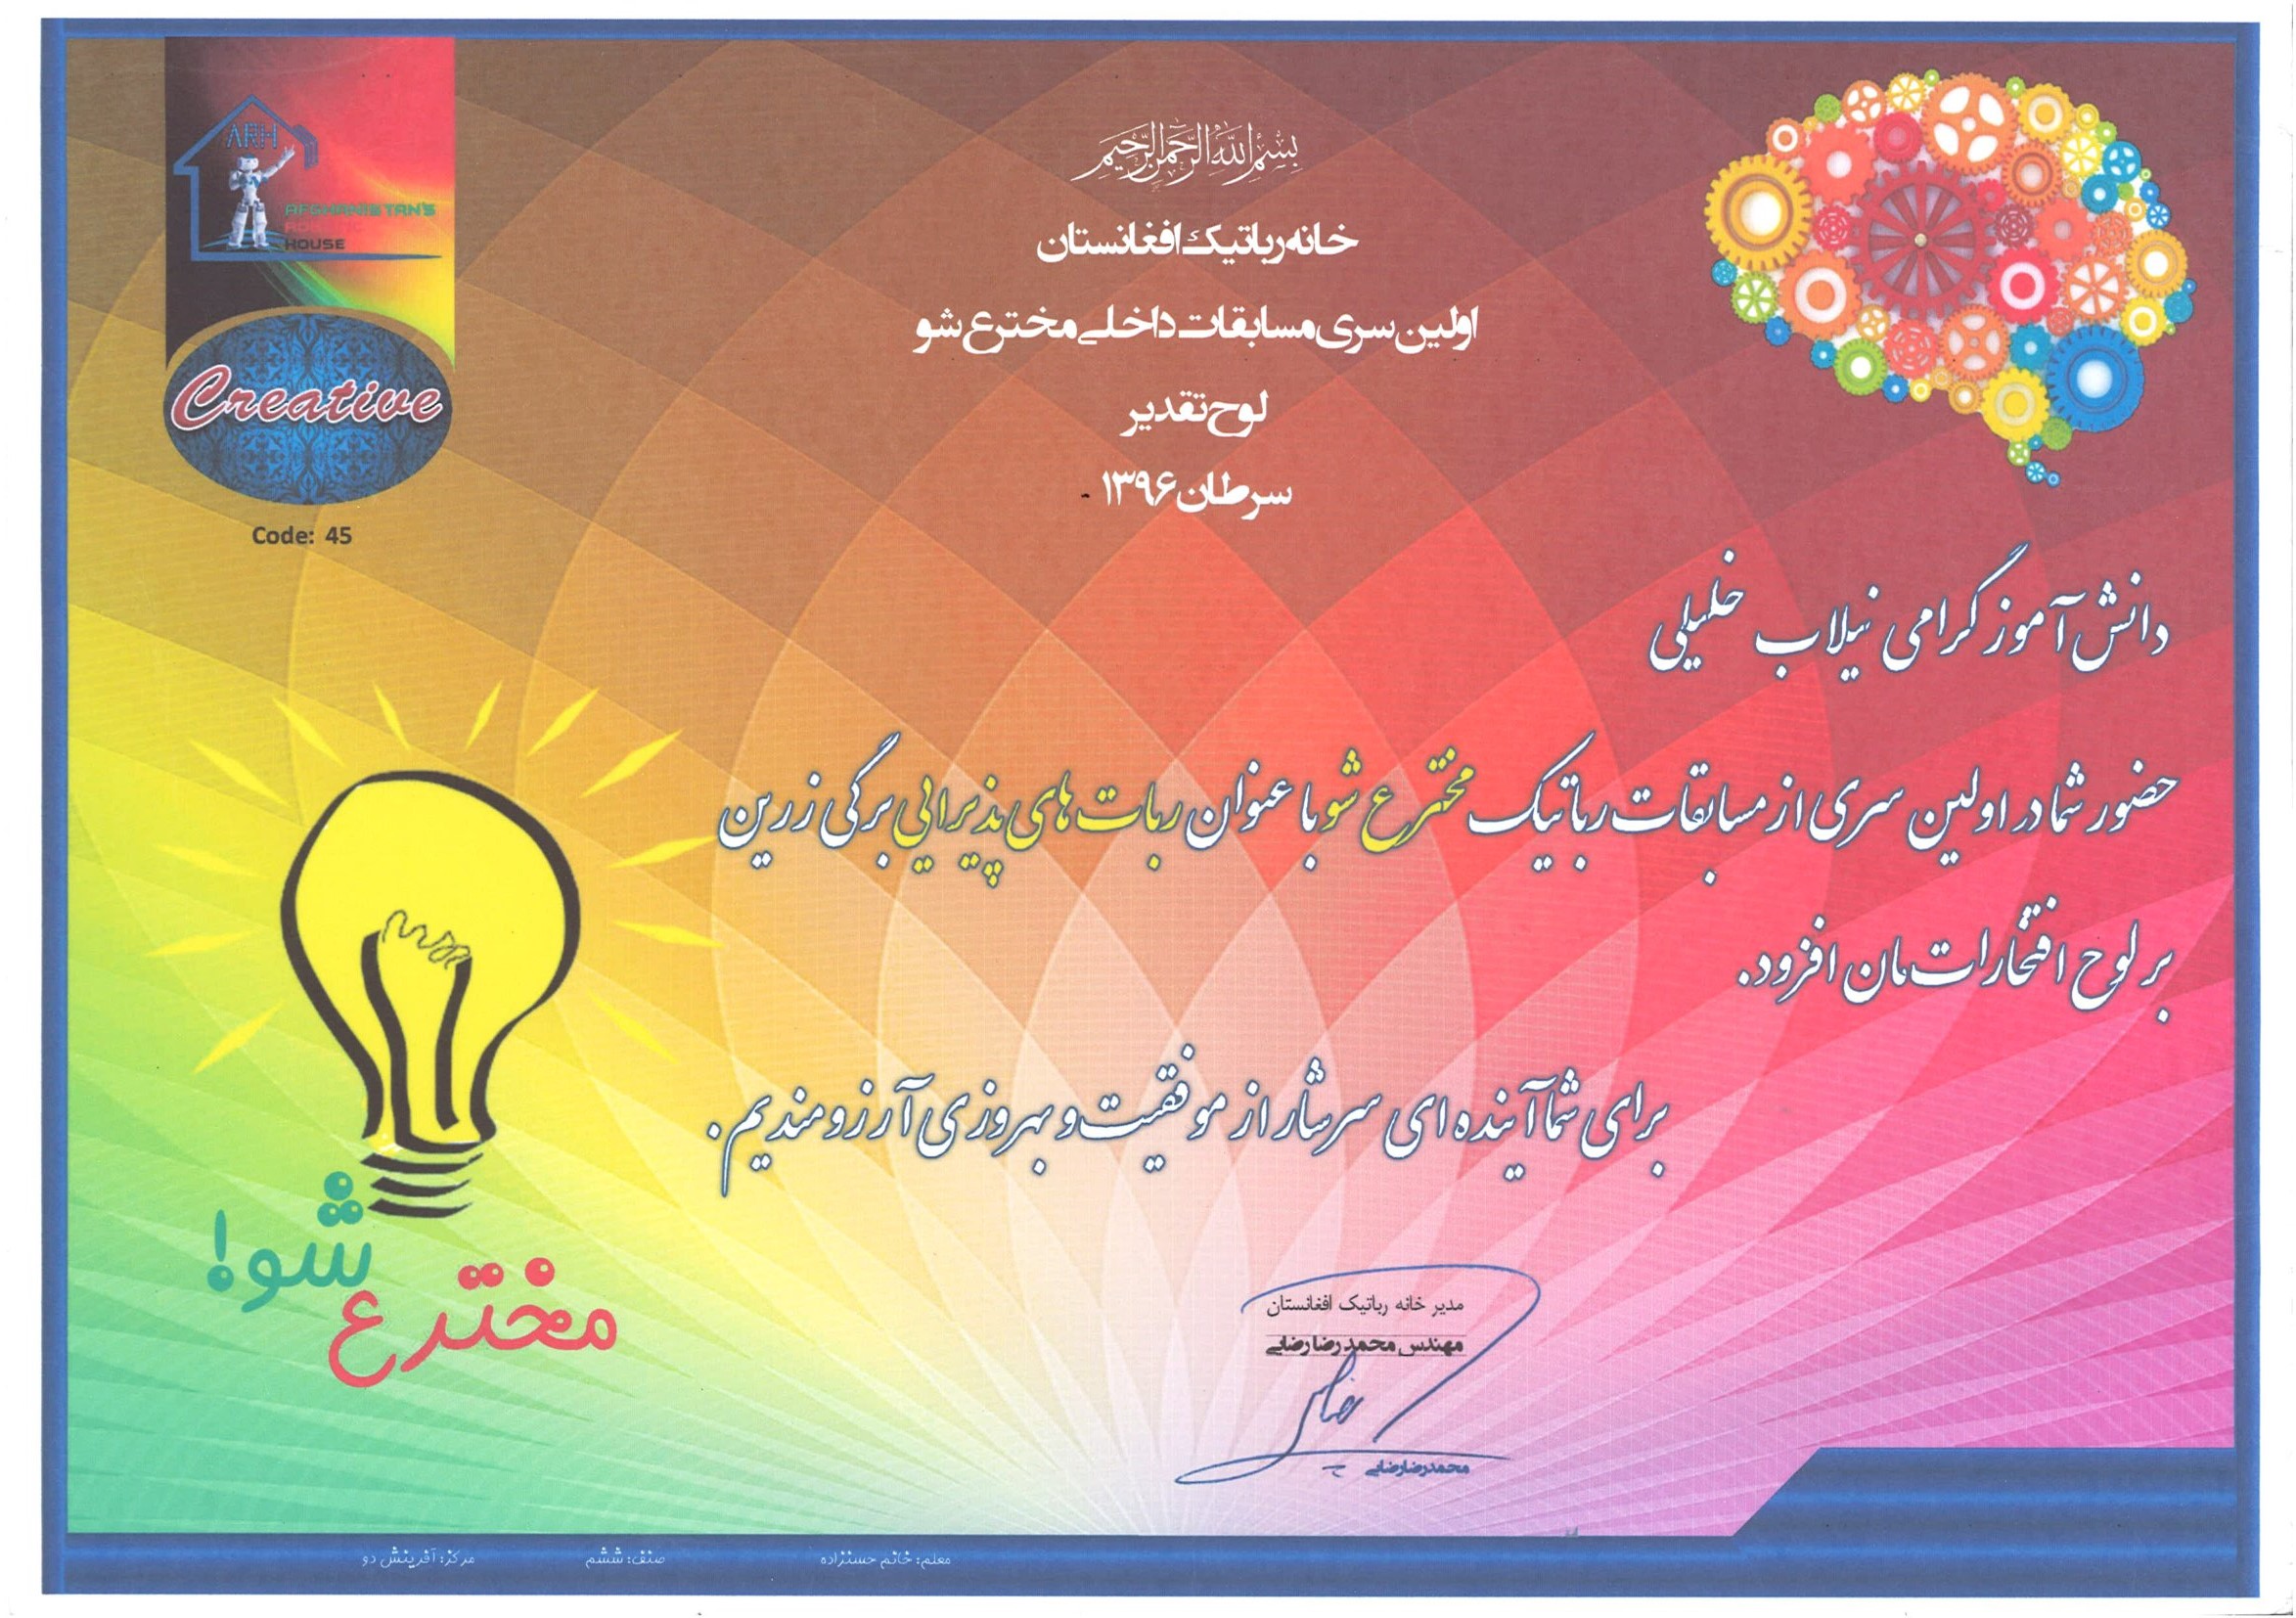 ARH
AFGHANISTAN'S
ROBOTIC
HOUSE
Creative
Code: 45
بسم الله الرحمن الرحیم
خانه رباتیک افغانستان
اولین سری مسابقات داخلی مخترع شو
لوح تقدیر
سرطان ۱۳۹۶
دانش آموز گرامی نیلاب خلیلی
حضور شما در اولین سری از مسابقات رباتیک مخترع شو با عنوان ربات های پذیرایی برگی زرین
بر لوح افتخارات مان افزود.
برای شما آینده ای سرشار از موفقیت و بهروزی آرزومندیم.
مخترع شو!
مدیر خانه رباتیک افغانستان
مهندس محمد رضا رضایی
محمدرضارضایی
معلم: خانم حسنزاده
صنف: ششم
مرکز: آفرینش دو